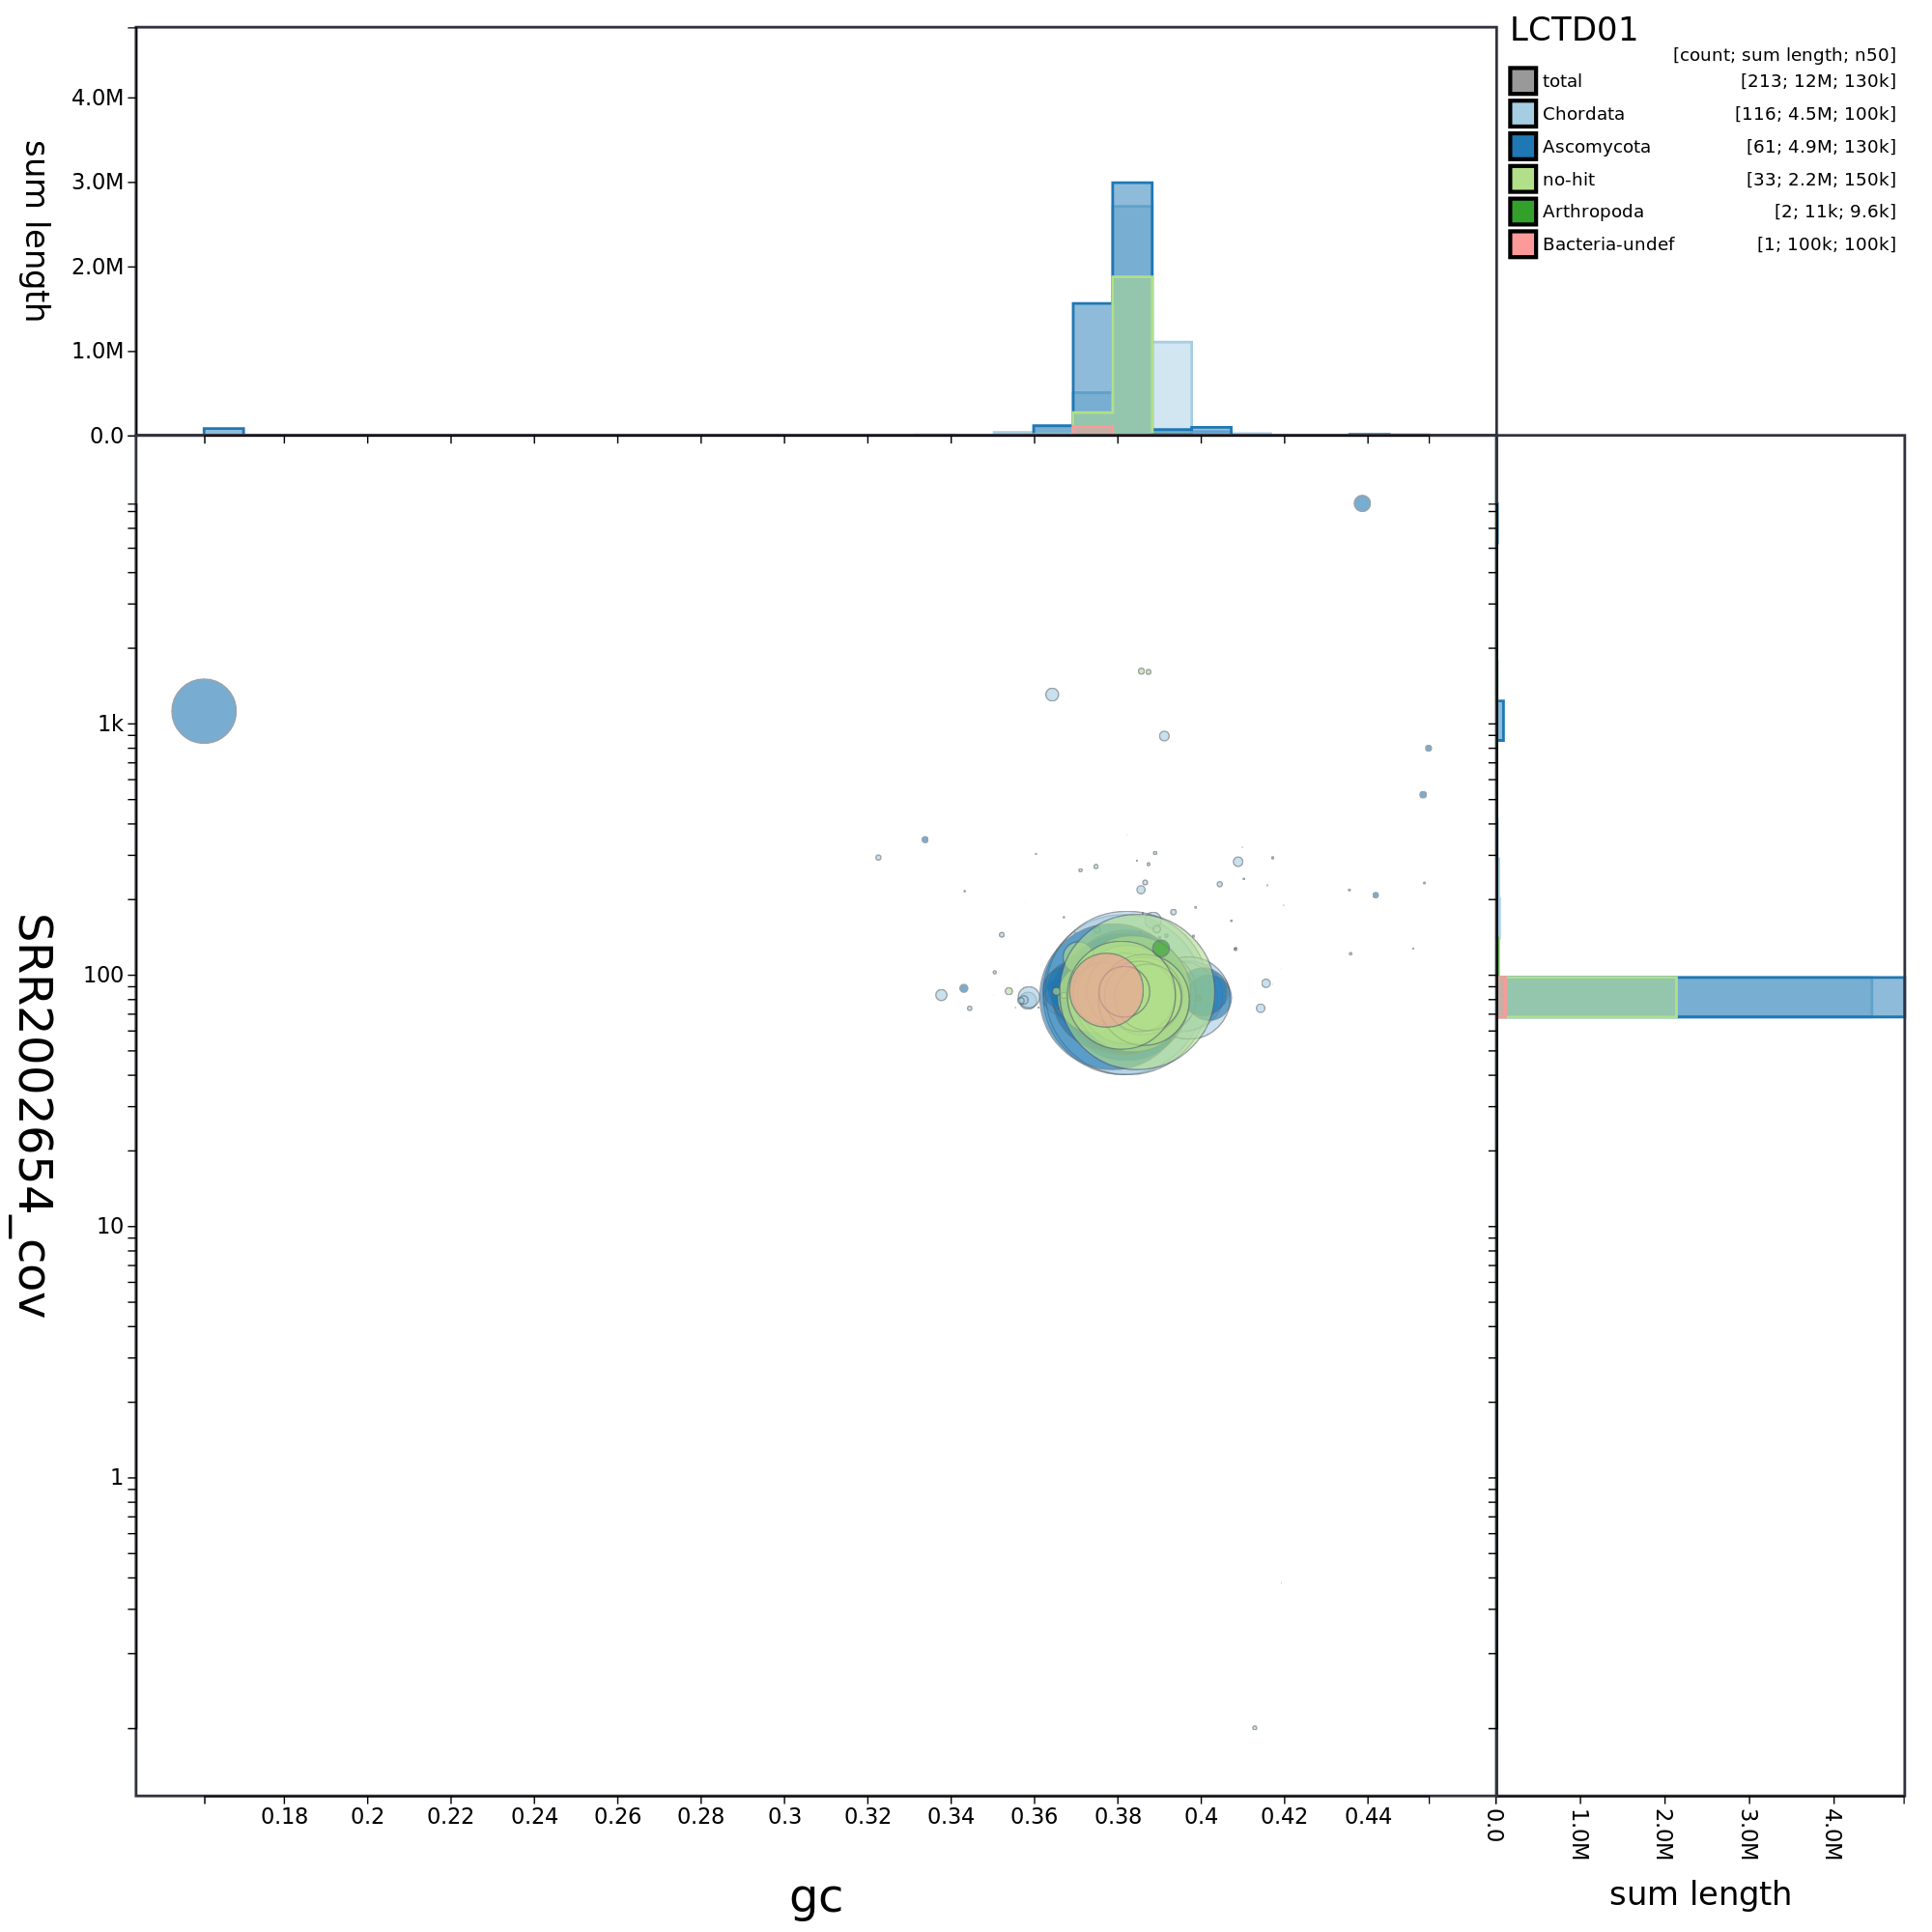 LCTD01
[count; sum length; n50]
total [213; 12M; 130k]
Chordata [116; 4.5M; 100k]
Ascomycota [61; 4.9M; 130k]
no-hit [33; 2.2M; 150k]
Arthropoda [2; 11k; 9.6k]
Bacteria-undef [1; 100k; 100k]
sum length
4.0M
3.0M
2.0M
1.0M
0.0
SRR2002654_cov
1k
100
10
1
0.18 0.2 0.22 0.24 0.26 0.28 0.3 0.32 0.34 0.36 0.38 0.4 0.42 0.44
gc
0.0 1.0M 2.0M 3.0M 4.0M
sum length